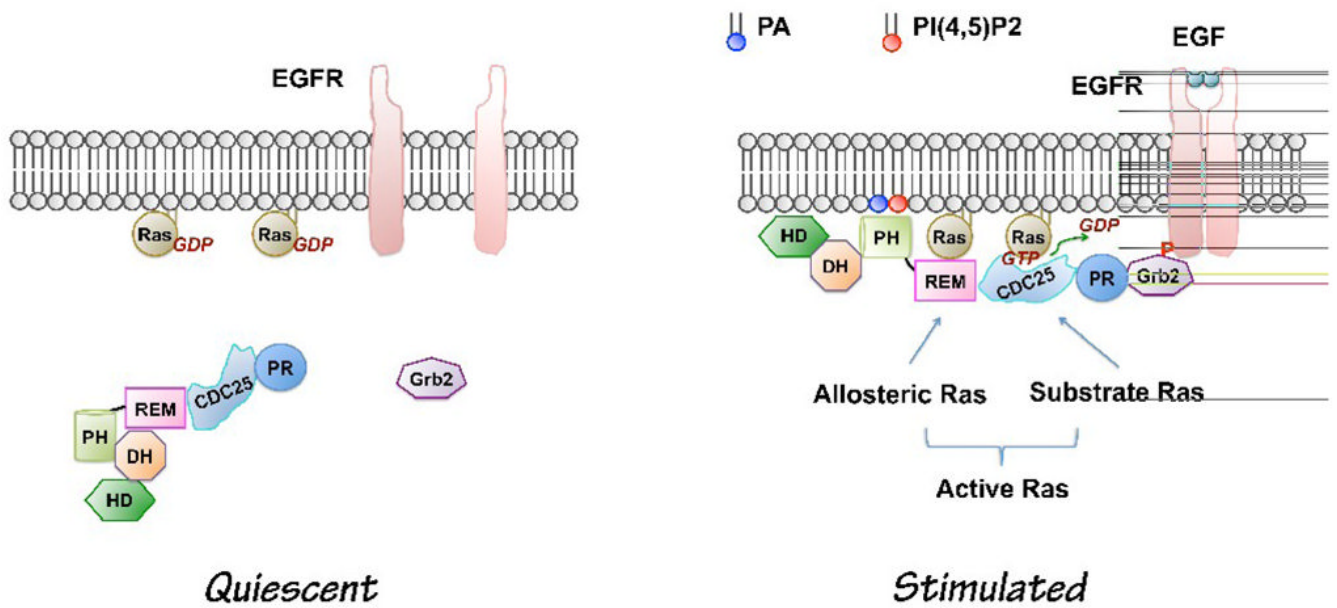 EGFR
Ras
GDP
Ras
GDP
PR
CDC25
REM
PH
DH
HD
Grb2
Quiescent
PA
PI(4,5)P2
EGF
EGFR
HD
DH
PH
Ras
REM
Ras
GTP
GDP
CDC25
PR
P
Grb2
Allosteric Ras
Substrate Ras
Active Ras
Stimulated